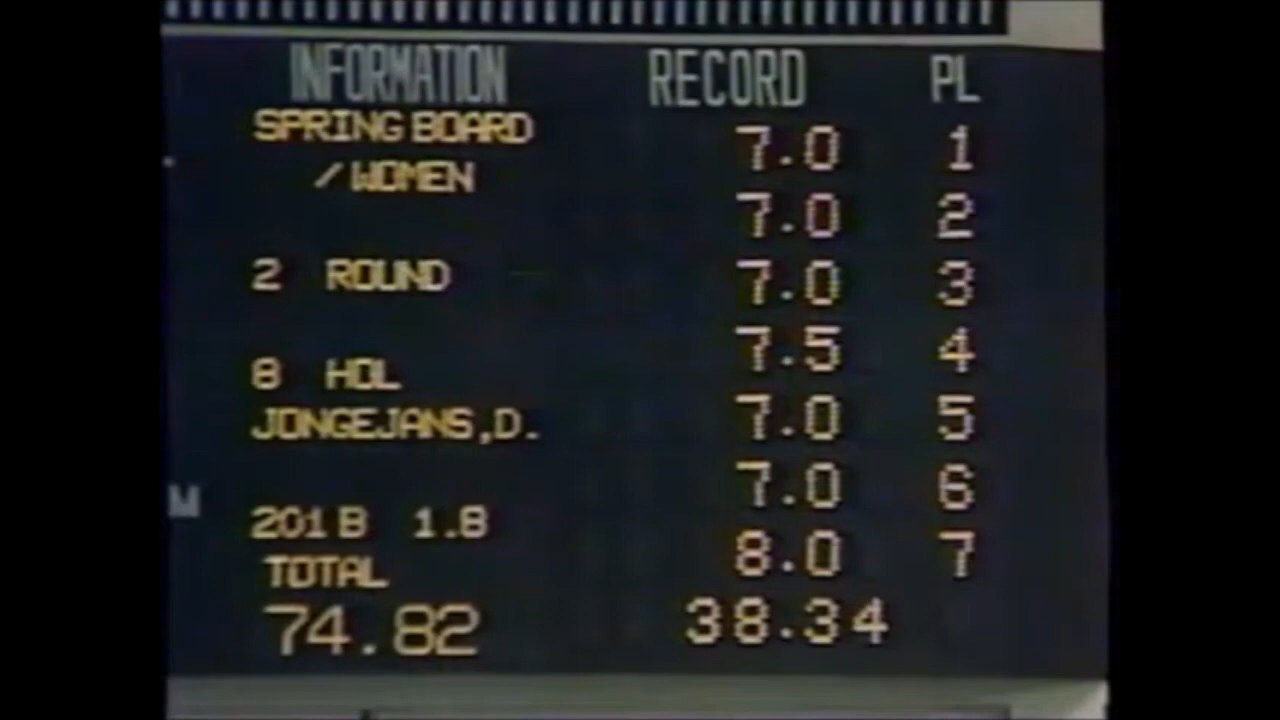 INFORMATION RECORD PL
SPRING BOARD 7.0 1
/WOMEN
7.0 2
2 ROUND 7.0 3
7.5 4
8 HOL
JONGEJANS,D. 7.0 5
M 7.0 6
201B 1.8
TOTAL 8.0 7
74.82 38.34